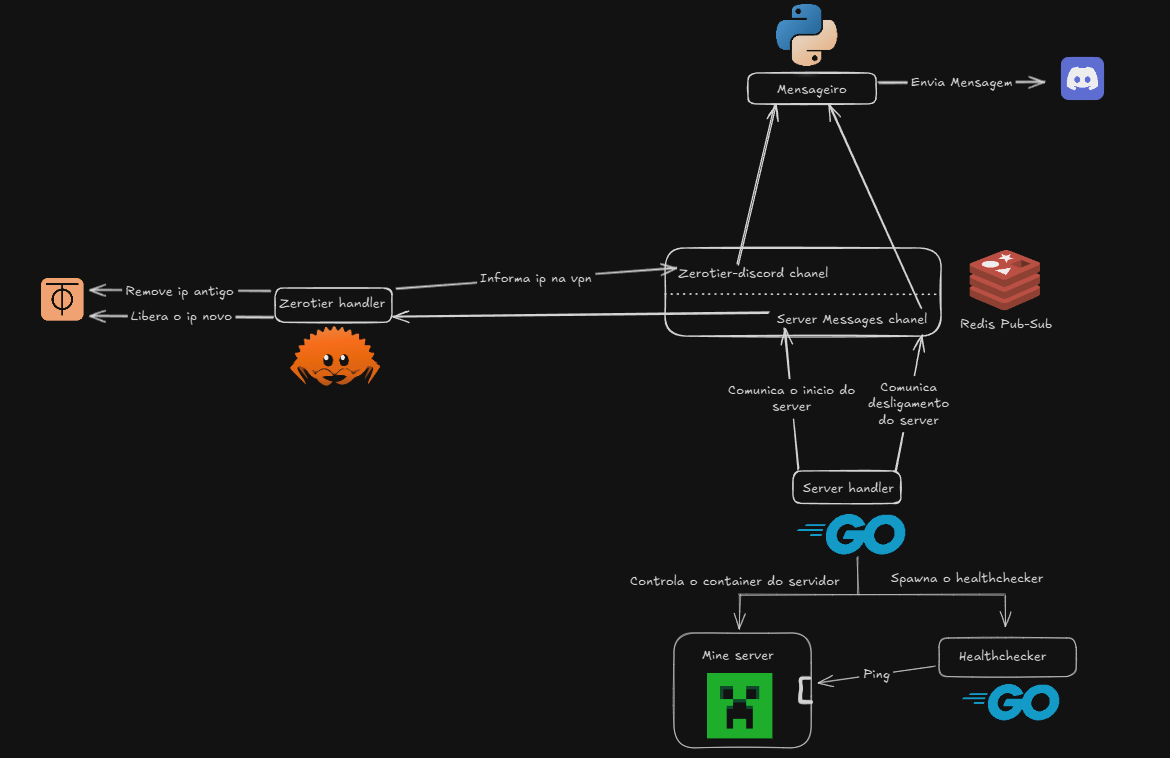 Mensageiro
Envia Mensagem
Informa ip na vpn
Zerotier-discord chanel
Remove ip antigo
Zerotier handler
Libera o ip novo
Server Messages chanel
Redis Pub-Sub
Comunica o inicio do
server
Comunica
desligamento
do server
Server handler
GO
Controla o container do servidor
Spawna o healthchecker
Mine server
Healthchecker
Ping
GO